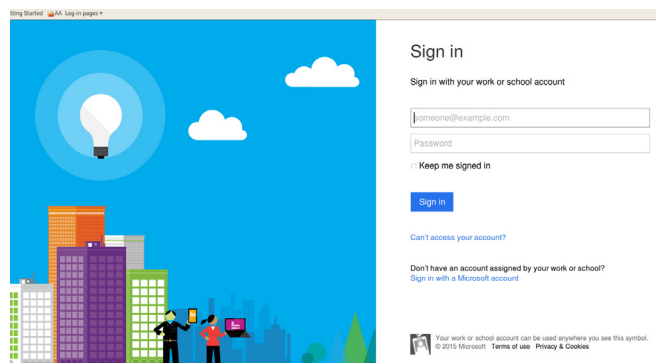 tting Started AA Log-in pages
Sign in
Sign in with your work or school account
someone@example.com
Password
Keep me signed in
Sign in
Can't access your account?
Don't have an account assigned by your work or school?
Sign in with a Microsoft account
Your work or school account can be used anywhere you see this symbol.
© 2015 Microsoft Terms of use Privacy & Cookies